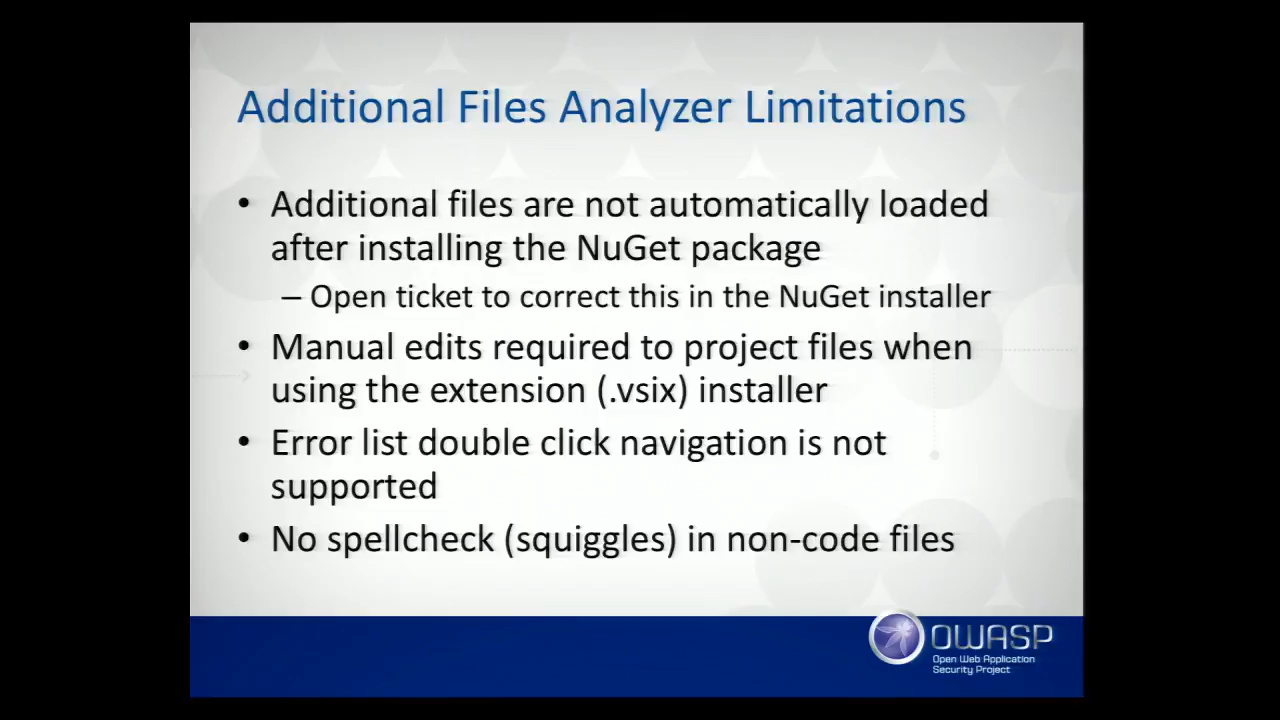 Additional Files Analyzer Limitations
• Additional files are not automatically loaded
after installing the NuGet package
– Open ticket to correct this in the NuGet installer
• Manual edits required to project files when
using the extension (.vsix) installer
• Error list double click navigation is not
supported
• No spellcheck (squiggles) in non-code files
OWASP
Open Web Application
Security Project